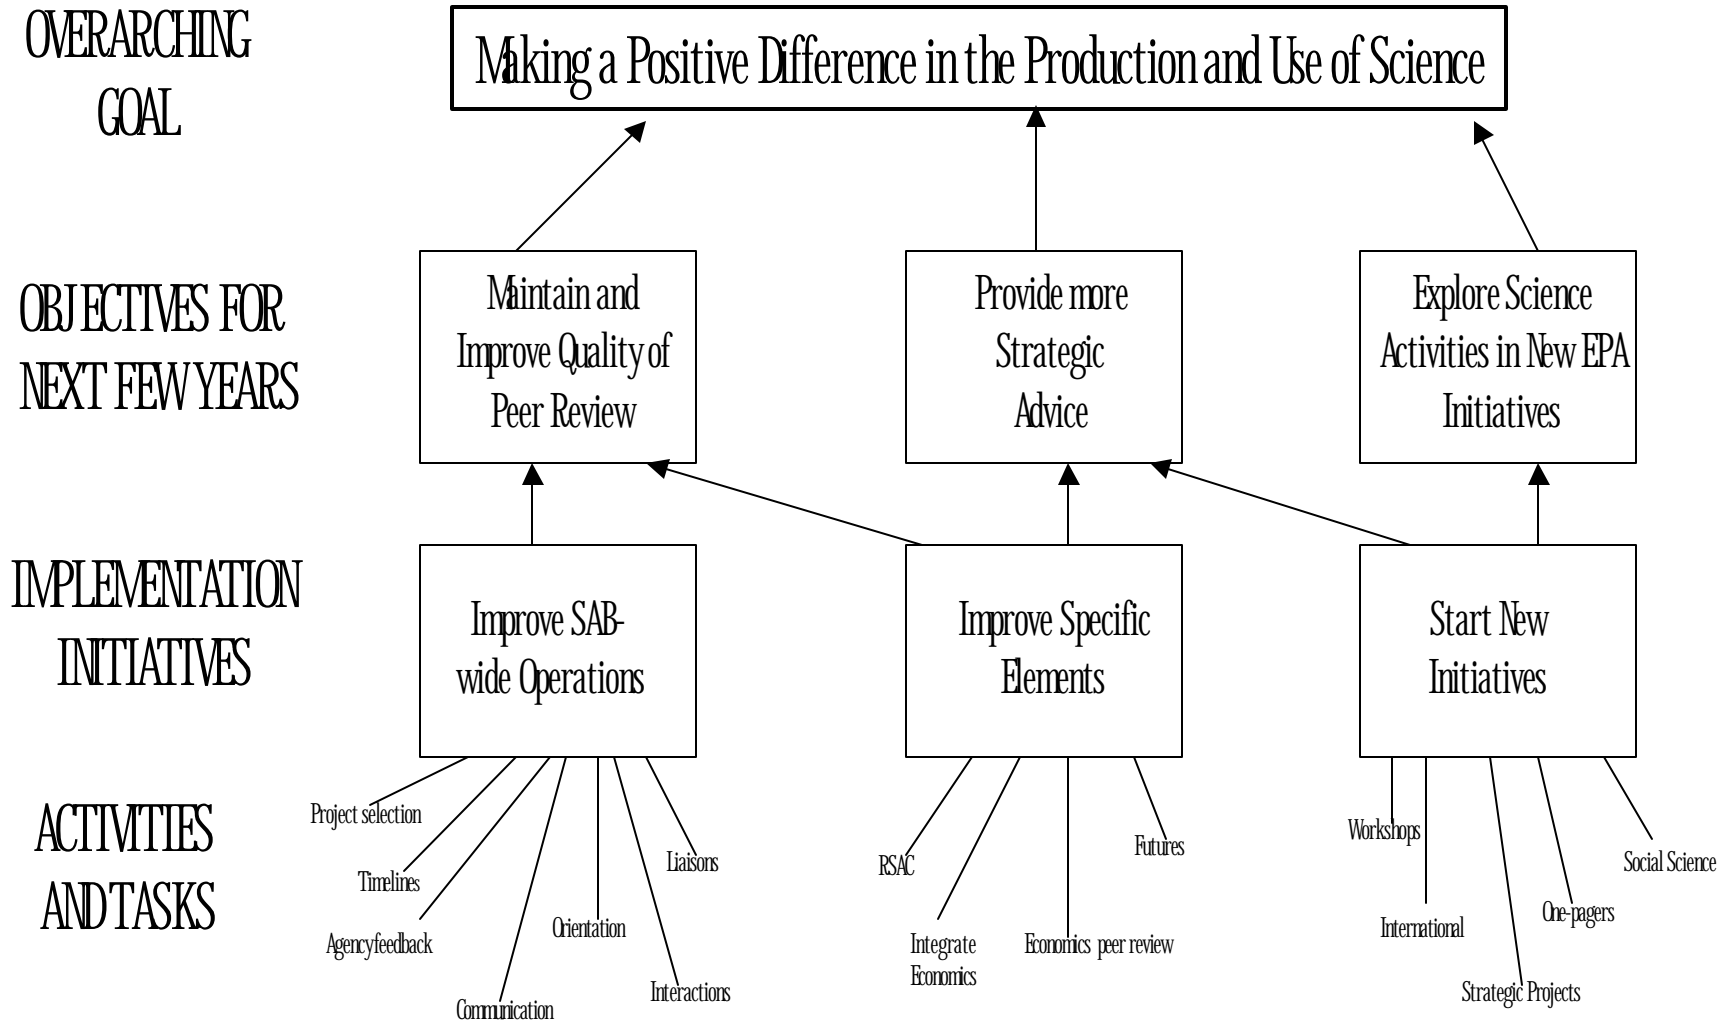 OVERARCHING
GOAL
Making a Positive Difference in the Production and Use of Science
OBJECTIVES FOR
NEXT FEW YEARS
Maintain and
Improve Quality of
Peer Review
Provide more
Strategic
Advice
Explore Science
Activities in New EPA
Initiatives
IMPLEMENTATION
INITIATIVES
Improve SAB-
wide Operations
Improve Specific
Elements
Start New
Initiatives
ACTIVITIES
AND TASKS
Project selection
Timelines
Agency feedback
Communication
Orientation
Interactions
Liaisons
RSAC
Integrate
Economics
Economics peer review
Futures
Workshops
International
Strategic Projects
One-pagers
Social Science